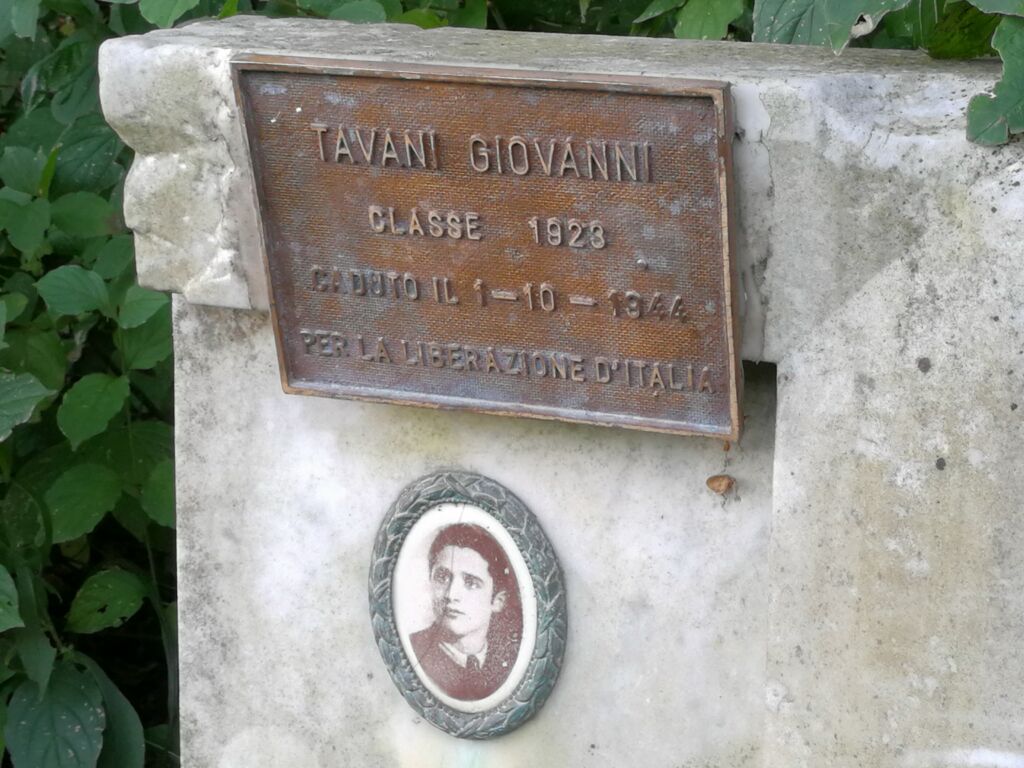 TAVANI GIOVANNI
CLASSE 1923
CADUTO IL 1-10-1944
PER LA LIBERAZIONE D'ITALIA